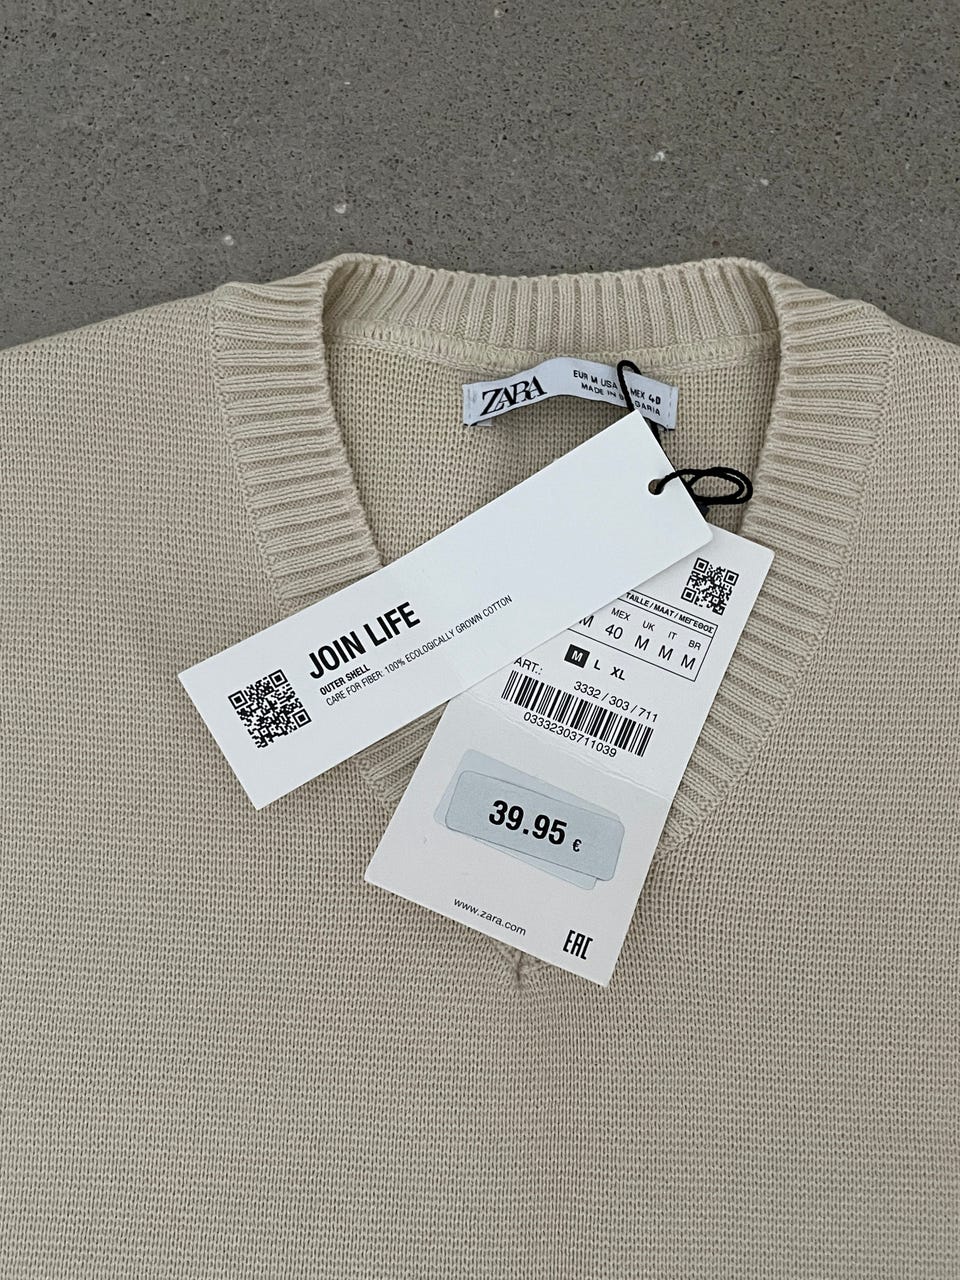 ZARA
EUR M USA MEX 40
MADE IN
JOIN LIFE
OUTER SHELL
CARE FOR FIBER: 100% ECOLOGICALLY GROWN COTTON
TAILLE / MAAT / ΜΕΓΕΘΟΣ
MEX UK IT BR
M 40 M M M
M L XL
ART.:
3332 / 303 / 711
03332303711039
39.95 €
www.zara.com
EAC